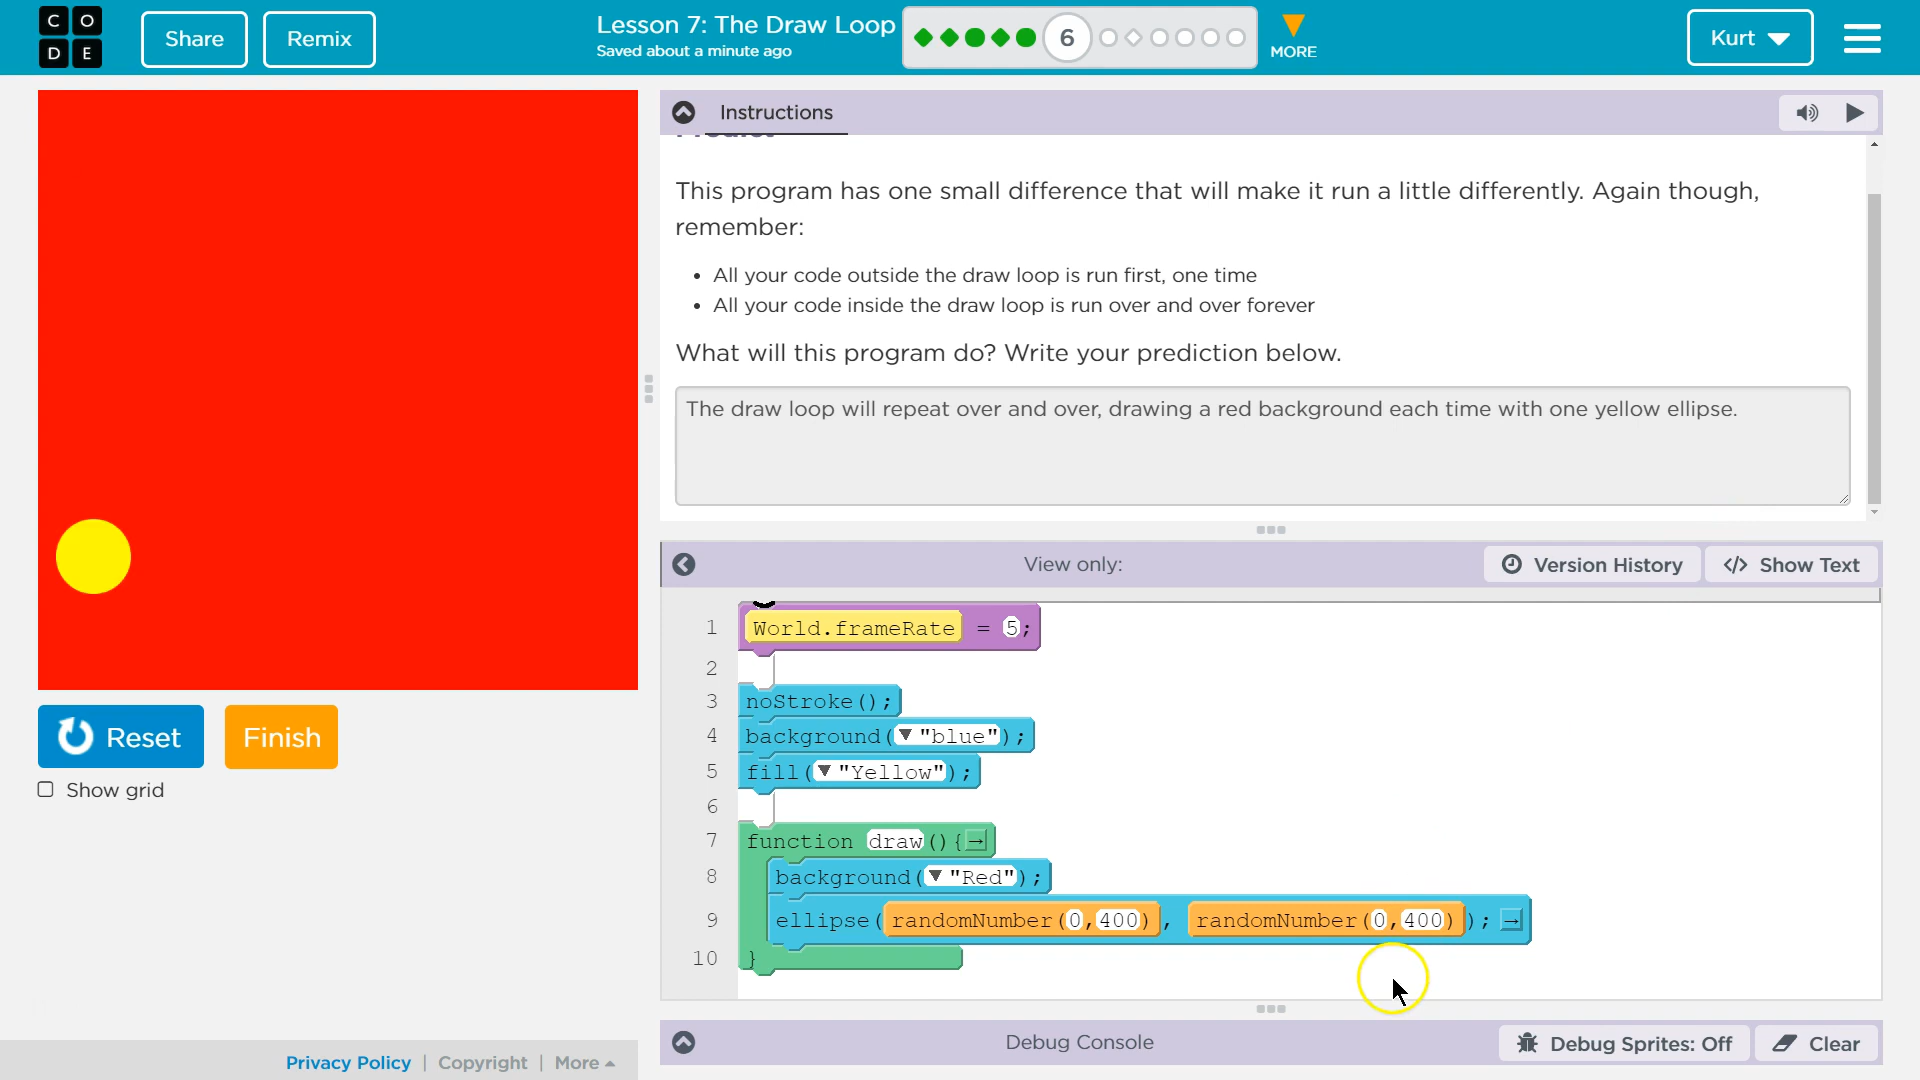 CODE
Share
Remix
Lesson 7: The Draw Loop
Saved about a minute ago
6
MORE
Kurt
Instructions
Predict
This program has one small difference that will make it run a little differently. Again though,
remember:
• All your code outside the draw loop is run first, one time
• All your code inside the draw loop is run over and over forever
What will this program do? Write your prediction below.
The draw loop will repeat over and over, drawing a red background each time with one yellow ellipse.
Reset
Finish
Show grid
View only:
Version History
</> Show Text
1 World.frameRate = 5;
2
3 noStroke();
4 background(▼ "blue");
5 fill(▼ "Yellow");
6
7 function draw(){→
8 background(▼ "Red");
9 ellipse(randomNumber(0,400), randomNumber(0,400)); →
10 }
Debug Console
Debug Sprites: Off
Clear
Privacy Policy | Copyright | More